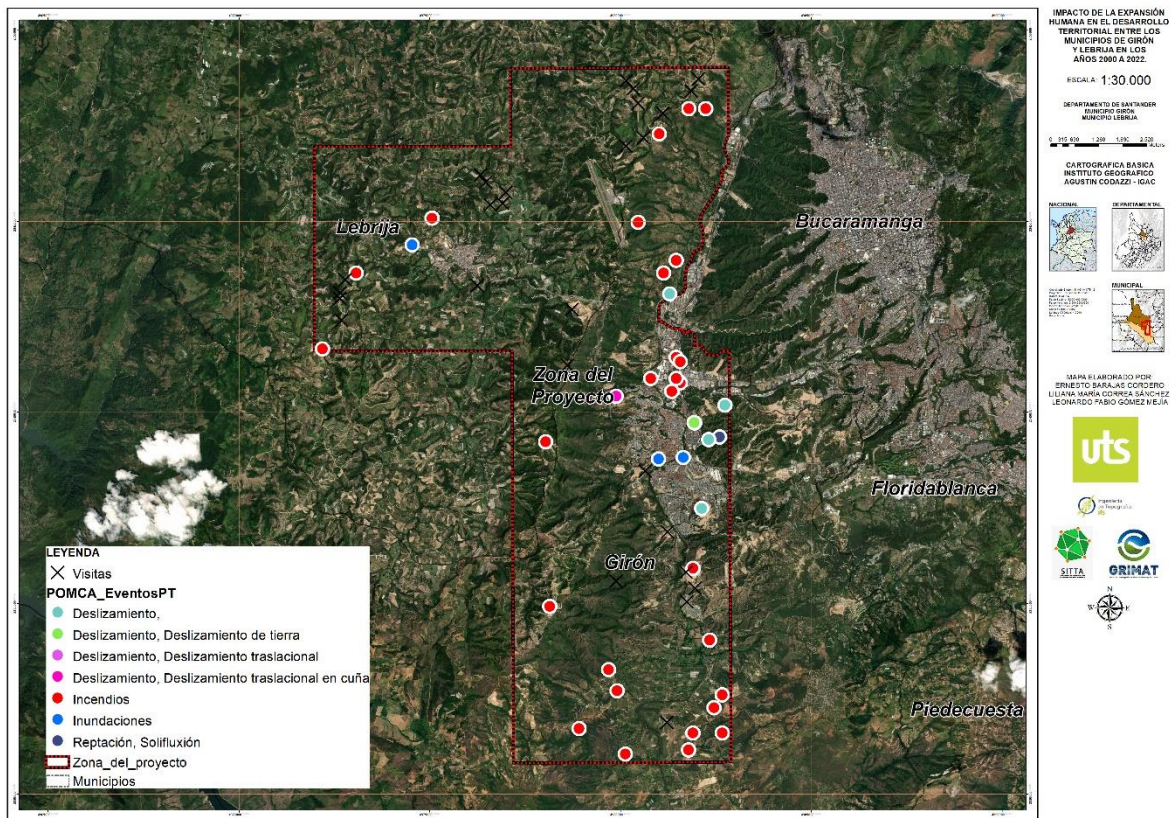 IMPACTO DE LA EXPANSIÓN
HUMANA EN EL DESARROLLO
TERRITORIAL ENTRE LOS
MUNICIPIOS DE GIRÓN
Y LEBRIJA EN LOS
AÑOS 2000 A 2022.
ESCALA: 1:30.000
DEPARTAMENTO DE SANTANDER
MUNICIPIO GIRÓN
MUNICIPIO LEBRIJA
CARTOGRAFICA BASICA
INSTITUTO GEOGRAFICO
AGUSTIN CODAZZI - IGAC
NACIONAL
DEPARTAMENTAL
MUNICIPAL
MAPA ELABORADO POR:
ERNESTO BARAJAS CORDERO
LILIANA MARÍA CORREA SÁNCHEZ
LEONARDO FABIO GÓMEZ MEJÍA
uts
SITTA
GRIMAT
N
W E
S
Bucaramanga
Lebrija
Zona del
Proyecto
Floridablanca
Girón
Piedecuesta
LEYENDA
Visitas
POMCA_EventosPT
Deslizamiento,
Deslizamiento, Deslizamiento de tierra
Deslizamiento, Deslizamiento traslacional
Deslizamiento, Deslizamiento traslacional en cuña
Incendios
Inundaciones
Reptación, Solifluxión
Zona_del_proyecto
Municipios